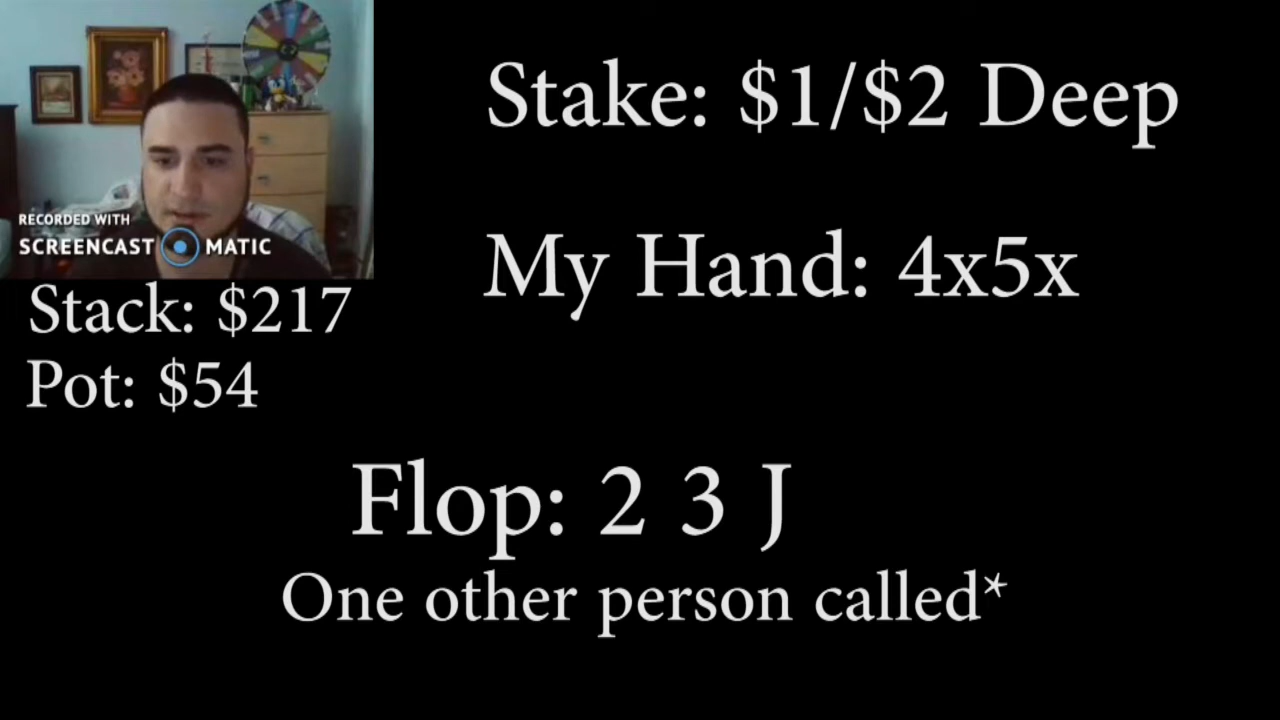 Stake: $1/$2 Deep
My Hand: 4x5x
RECORDED WITH
SCREENCAST MATIC
Stack: $217
Pot: $54
Flop: 2 3 J
One other person called*